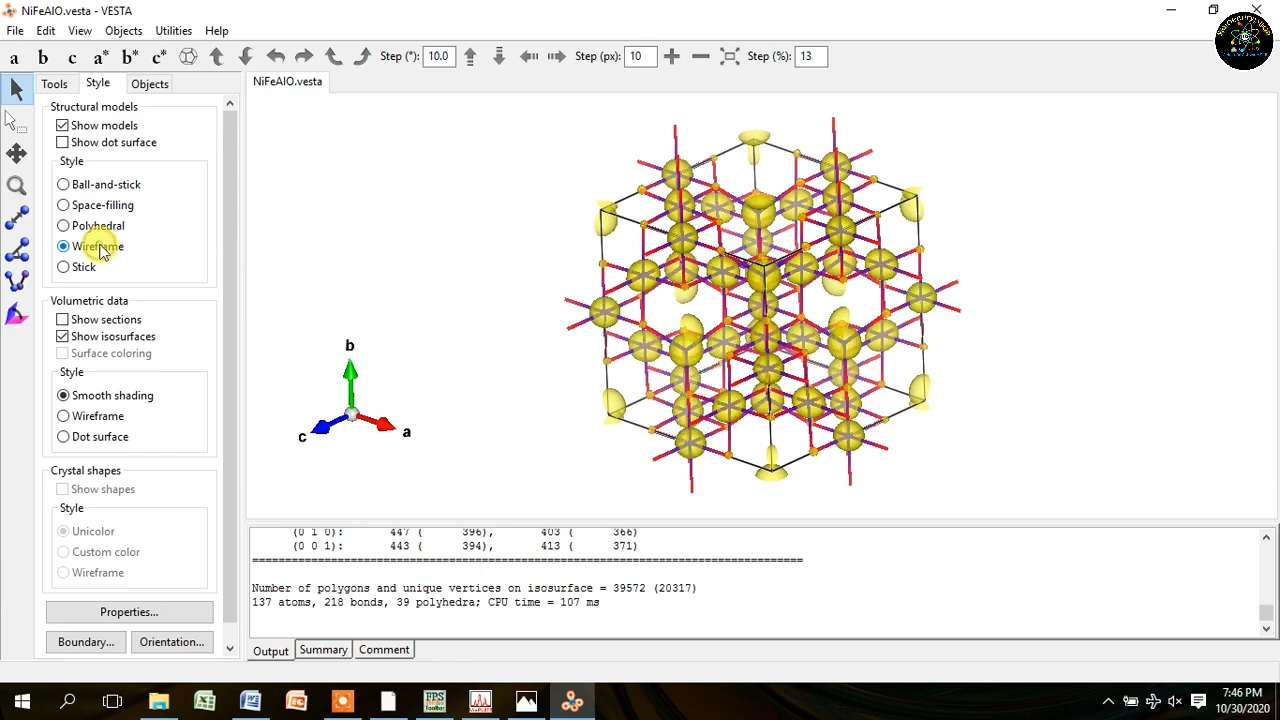 NiFeAlO.vesta - VESTA
File Edit View Objects Utilities Help
a b c a* b* c* Step (°): 10.0 Step (px): 10 Step (%): 13
Tools Style Objects
NiFeAlO.vesta
Structural models
Show models
Show dot surface
Style
Ball-and-stick
Space-filling
Polyhedral
Wireframe
Stick
Volumetric data
Show sections
Show isosurfaces
Surface coloring
Style
Smooth shading
Wireframe
Dot surface
Crystal shapes
Show shapes
Style
Unicolor
Custom color
Wireframe
Properties...
Boundary... Orientation...
b
c
a
(0 1 0): 447 ( 396), 403 ( 366)
(0 0 1): 443 ( 394), 413 ( 371)
Number of polygons and unique vertices on isosurface = 39572 (20317)
137 atoms, 218 bonds, 39 polyhedra; CPU time = 107 ms
Output Summary Comment
7:46 PM
10/30/2020